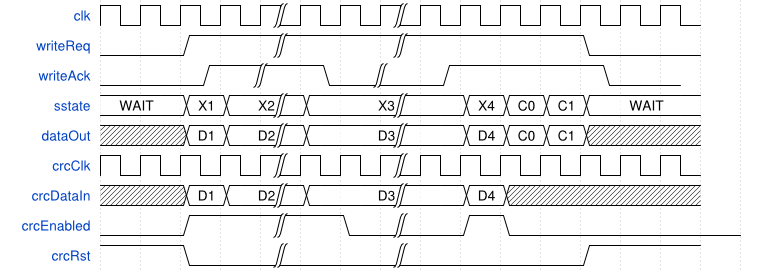 clk
writeReq
writeAck
sstate WAIT X1 X2 X3 X4 C0 C1 WAIT
dataOut D1 D2 D3 D4 C0 C1
crcClk
crcDataIn D1 D2 D3 D4
crcEnabled
crcRst